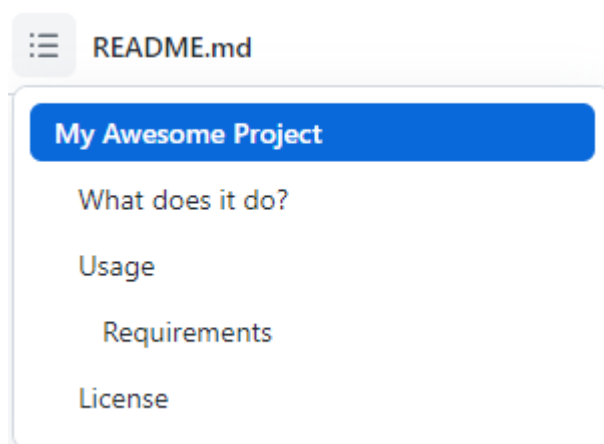 README.md
My Awesome Project
What does it do?
Usage
Requirements
License